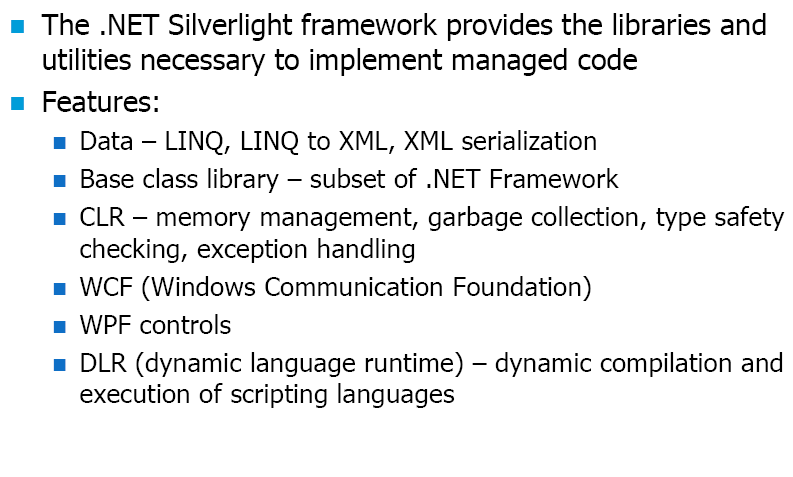 The .NET Silverlight framework provides the libraries and
utilities necessary to implement managed code
Features:
Data – LINQ, LINQ to XML, XML serialization
Base class library – subset of .NET Framework
CLR – memory management, garbage collection, type safety
checking, exception handling
WCF (Windows Communication Foundation)
WPF controls
DLR (dynamic language runtime) – dynamic compilation and
execution of scripting languages